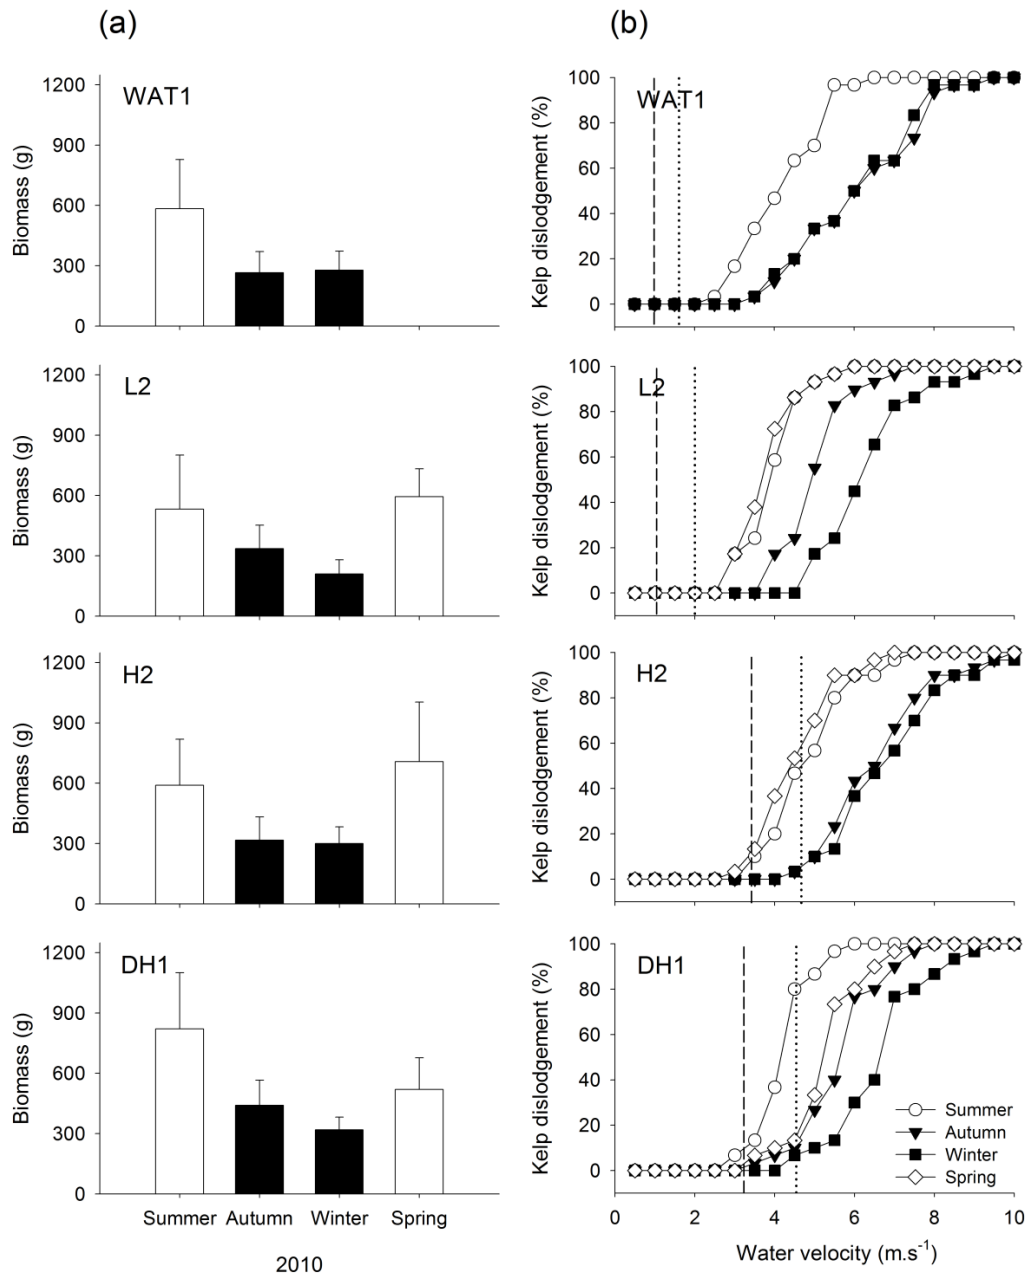 (a) (b)
WAT1
Biomass (g)
1200
900
600
300
0
WAT1
Kelp dislodgement (%)
100
80
60
40
20
0
L2
Biomass (g)
1200
900
600
300
0
L2
Kelp dislodgement (%)
100
80
60
40
20
0
H2
Biomass (g)
1200
900
600
300
0
H2
Kelp dislodgement (%)
100
80
60
40
20
0
DH1
Biomass (g)
1200
900
600
300
0
Summer Autumn Winter Spring
2010
DH1
Kelp dislodgement (%)
100
80
60
40
20
0
Summer
Autumn
Winter
Spring
0 2 4 6 8 10
Water velocity (m.s⁻¹)